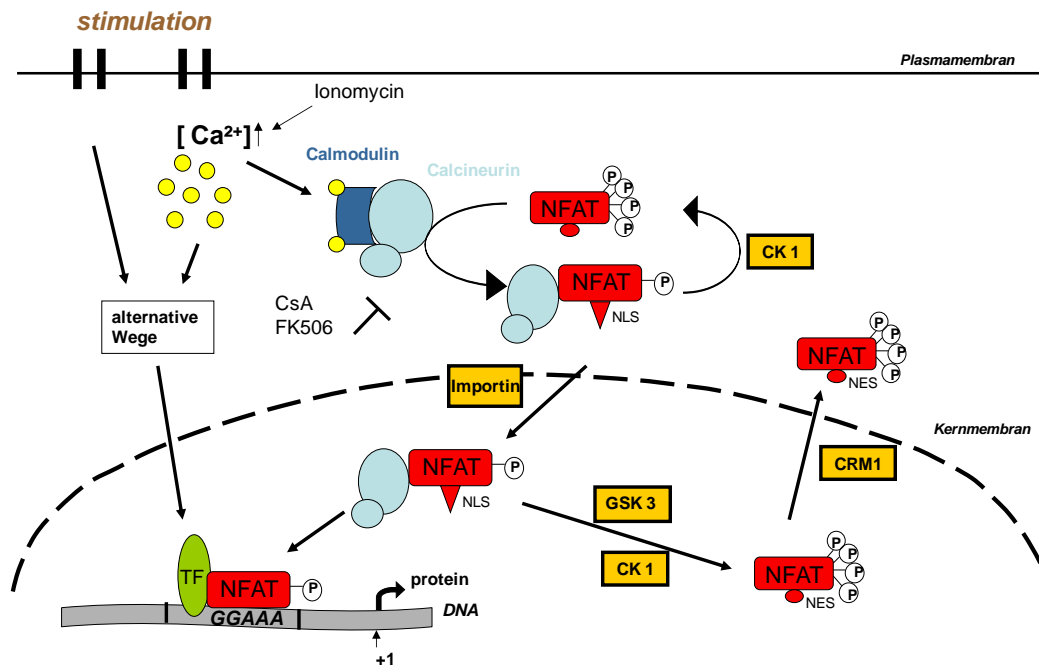 stimulation
Plasmamembran
Ionomycin
[ Ca²⁺]
Calmodulin
Calcineurin
P
P
P
P
NFAT
CK 1
NFAT
P
NLS
CsA
FK506
alternative
Wege
Importin
P
P
P
P
NFAT
NES
Kernmembran
CRM1
NFAT
P
NLS
GSK 3
CK 1
P
P
P
P
NFAT
NES
TF
NFAT
P
protein
DNA
GGAAA
+1